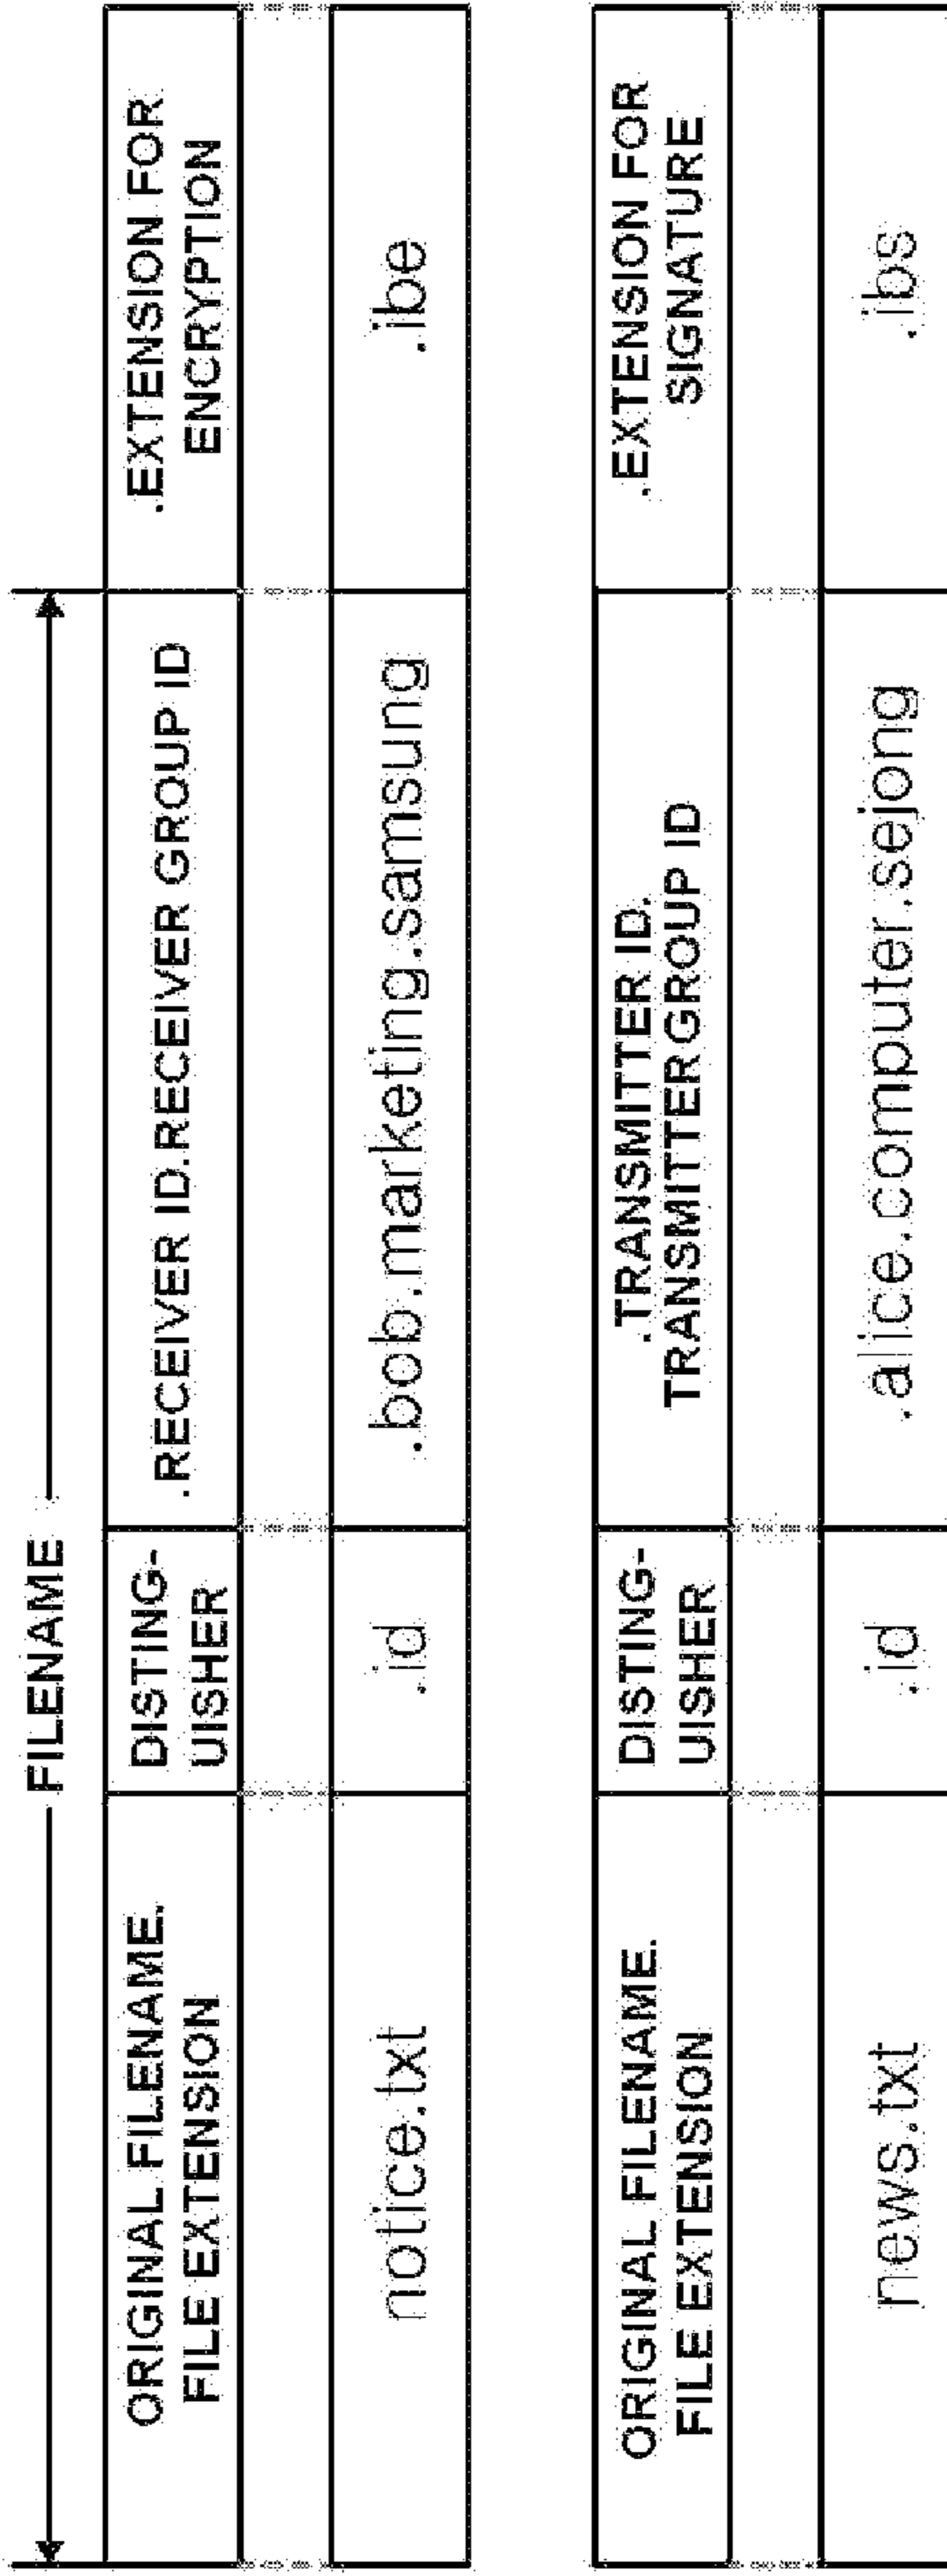 FILENAME
ORIGINAL FILENAME.
FILE EXTENSION
DISTING-
UISHER
.RECEIVER ID.RECEIVER GROUP ID
.EXTENSION FOR
ENCRYPTION
notice.txt
.id
.bob.marketing.samsung
.ibe
ORIGINAL FILENAME.
FILE EXTENSION
DISTING-
UISHER
.TRANSMITTER ID.
TRANSMITTERGROUP ID
.EXTENSION FOR
SIGNATURE
news.txt
.id
.alice.computer.sejong
.ibs